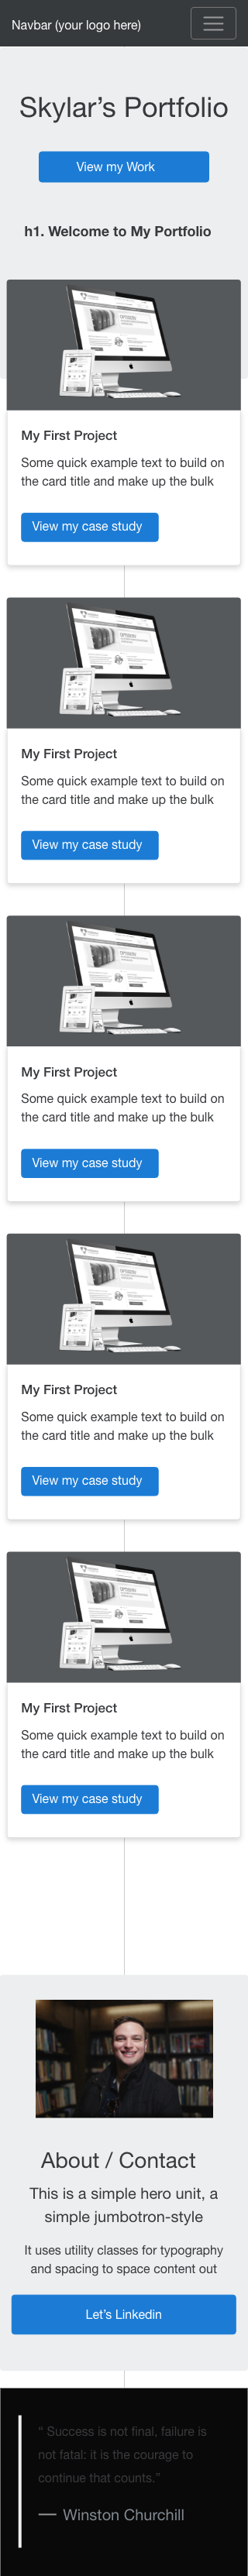 Navbar (your logo here)
Skylar’s Portfolio
View my Work
h1. Welcome to My Portfolio
My First Project
Some quick example text to build on
the card title and make up the bulk
View my case study
My First Project
Some quick example text to build on
the card title and make up the bulk
View my case study
My First Project
Some quick example text to build on
the card title and make up the bulk
View my case study
My First Project
Some quick example text to build on
the card title and make up the bulk
View my case study
My First Project
Some quick example text to build on
the card title and make up the bulk
View my case study
About / Contact
This is a simple hero unit, a
simple jumbotron-style
It uses utility classes for typography
and spacing to space content out
Let’s Linkedin
“ Success is not final, failure is
not fatal: it is the courage to
continue that counts.”
— Winston Churchill